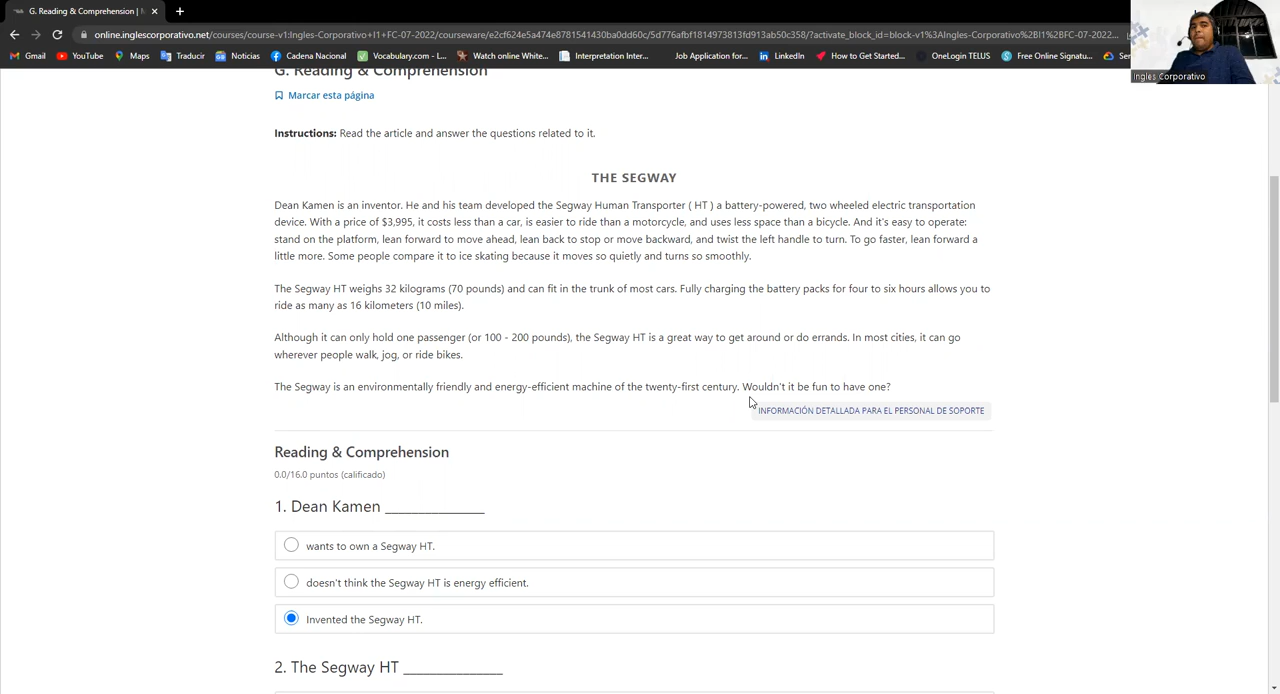 G. Reading & Comprehension |
online.inglescorporativo.net/courses/course-v1:Ingles-Corporativo+I1+FC-07-2022/courseware/e2cf624e5a474e8781541430ba0dd60c/5d776afbf1814973813fd913ab50c358/?activate_block_id=block-v1%3AIngles-Corporativo%2BI1%2BFC-07-2022...
Gmail YouTube Maps Traducir Noticias Cadena Nacional Vocabulary.com - L... Watch online White... Interpretation Inter... Job Application for... LinkedIn How to Get Started... OneLogin TELUS Free Online Signatu...
Ingles Corporativo
G. Reading & Comprehension
Marcar esta página
Instructions: Read the article and answer the questions related to it.
THE SEGWAY
Dean Kamen is an inventor. He and his team developed the Segway Human Transporter ( HT ) a battery-powered, two wheeled electric transportation
device. With a price of $3,995, it costs less than a car, is easier to ride than a motorcycle, and uses less space than a bicycle. And it's easy to operate:
stand on the platform, lean forward to move ahead, lean back to stop or move backward, and twist the left handle to turn. To go faster, lean forward a
little more. Some people compare it to ice skating because it moves so quietly and turns so smoothly.
The Segway HT weighs 32 kilograms (70 pounds) and can fit in the trunk of most cars. Fully charging the battery packs for four to six hours allows you to
ride as many as 16 kilometers (10 miles).
Although it can only hold one passenger (or 100 - 200 pounds), the Segway HT is a great way to get around or do errands. In most cities, it can go
wherever people walk, jog, or ride bikes.
The Segway is an environmentally friendly and energy-efficient machine of the twenty-first century. Wouldn't it be fun to have one?
INFORMACIÓN DETALLADA PARA EL PERSONAL DE SOPORTE
Reading & Comprehension
0.0/16.0 puntos (calificado)
1. Dean Kamen _______________
wants to own a Segway HT.
doesn't think the Segway HT is energy efficient.
Invented the Segway HT.
2. The Segway HT _______________